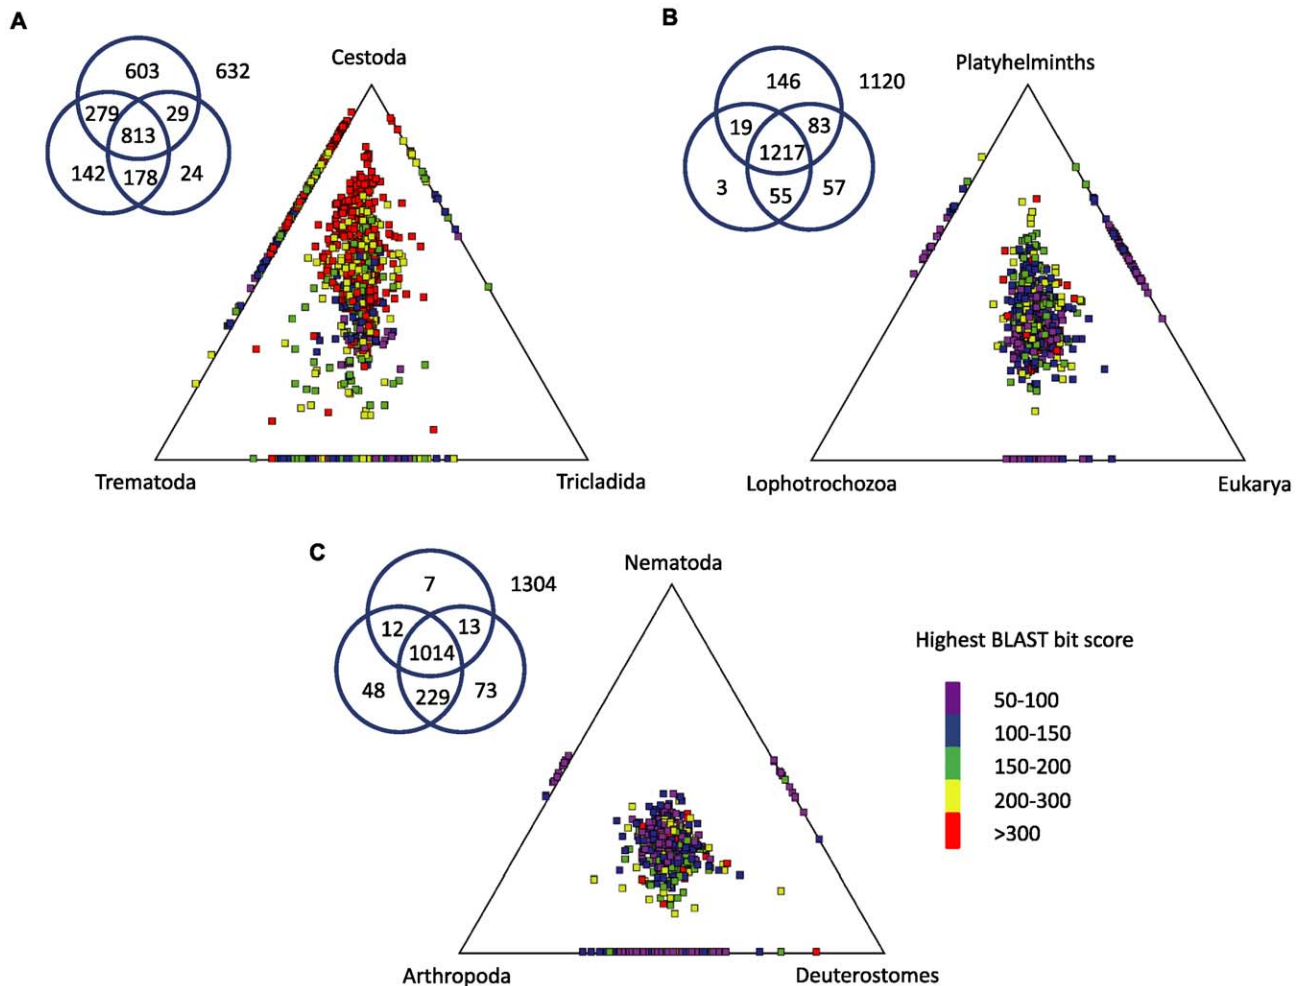 A
603
632
279
29
813
142
178
24
Cestoda
Trematoda
Tricladida
B
146
1120
19
83
1217
3
55
57
Platyhelminths
Lophotrochozoa
Eukarya
C
7
1304
12
13
1014
48
229
73
Nematoda
Arthropoda
Deuterostomes
Highest BLAST bit score
50-100
100-150
150-200
200-300
>300